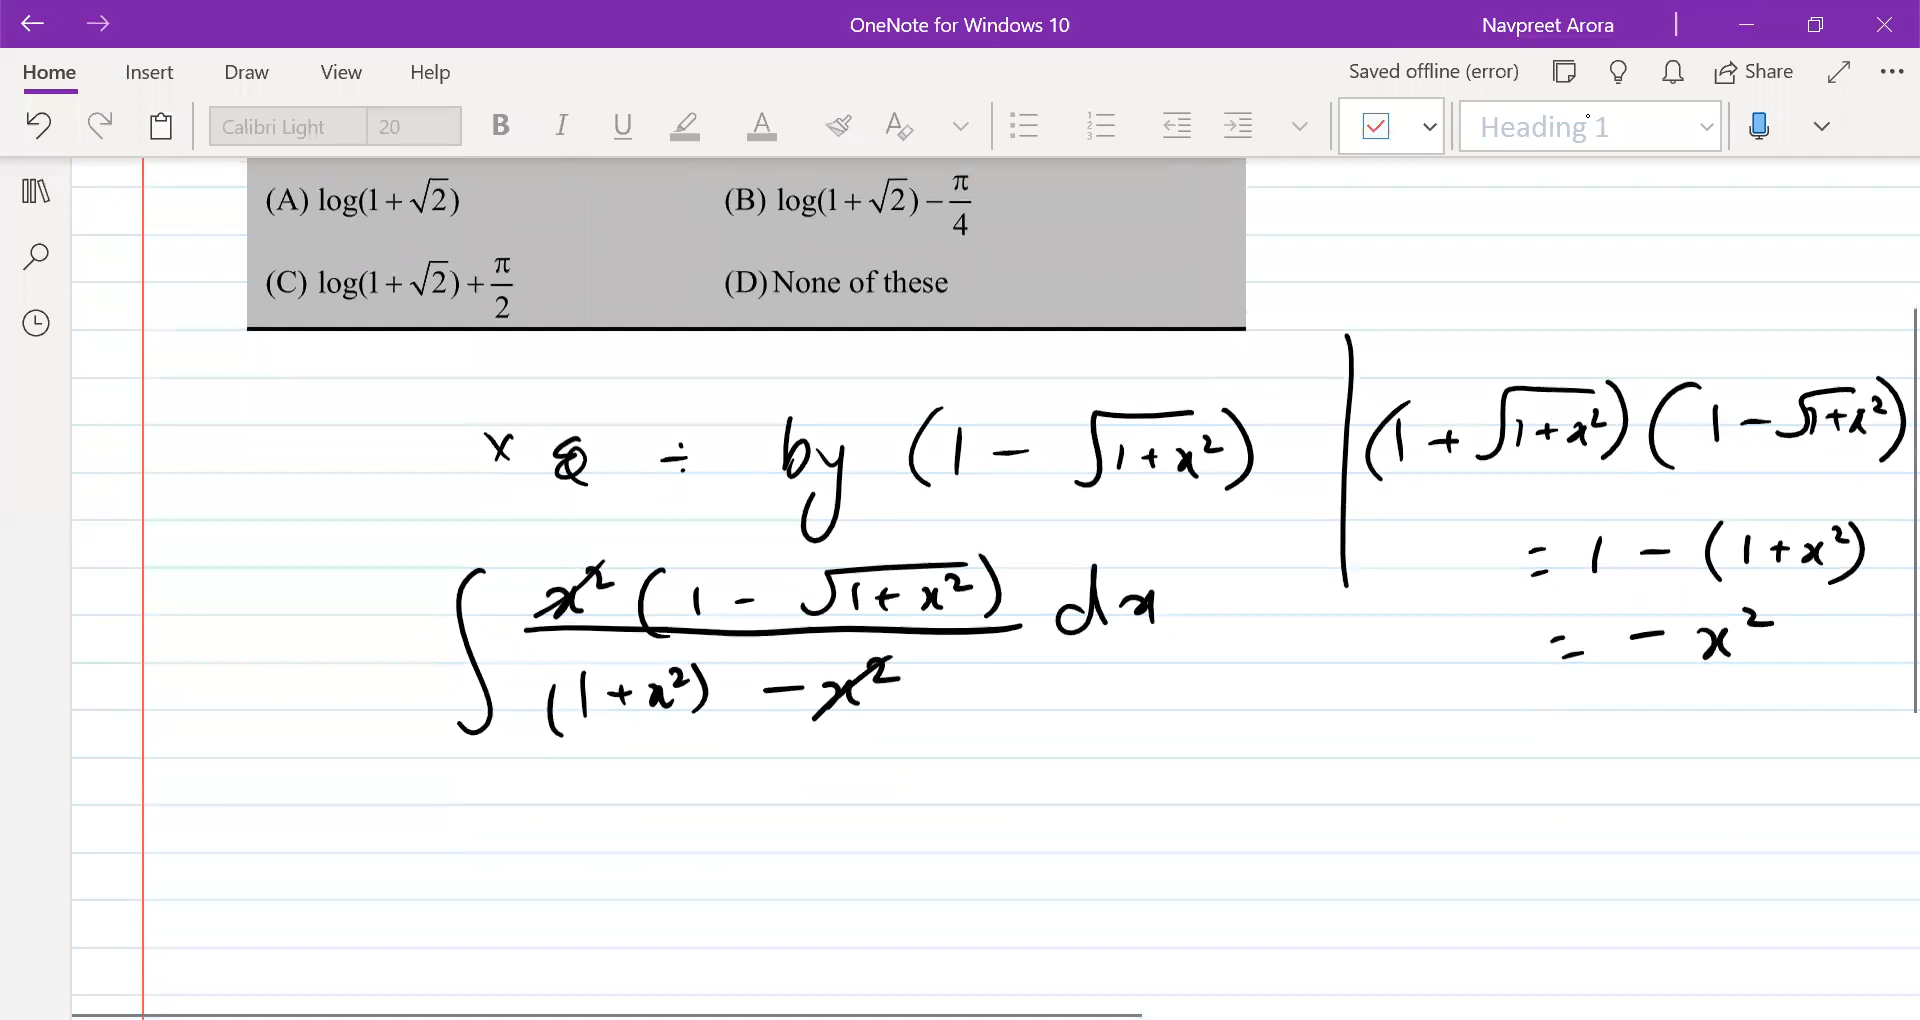 OneNote for Windows 10
Navpreet Arora
Home Insert Draw View Help
Saved offline (error) Share
Calibri Light 20 B I U A A Heading 1
(A) log(1 + √2) (B) log(1 + √2) − π/4
(C) log(1 + √2) + π/2 (D) None of these
× & ÷ by (1 − √(1 + x²))
(1 + √(1 + x²)) (1 − √(1 + x²))
= 1 − (1 + x²)
= − x²
∫ x² (1 − √(1 + x²)) / (1 + x²) − x² dx